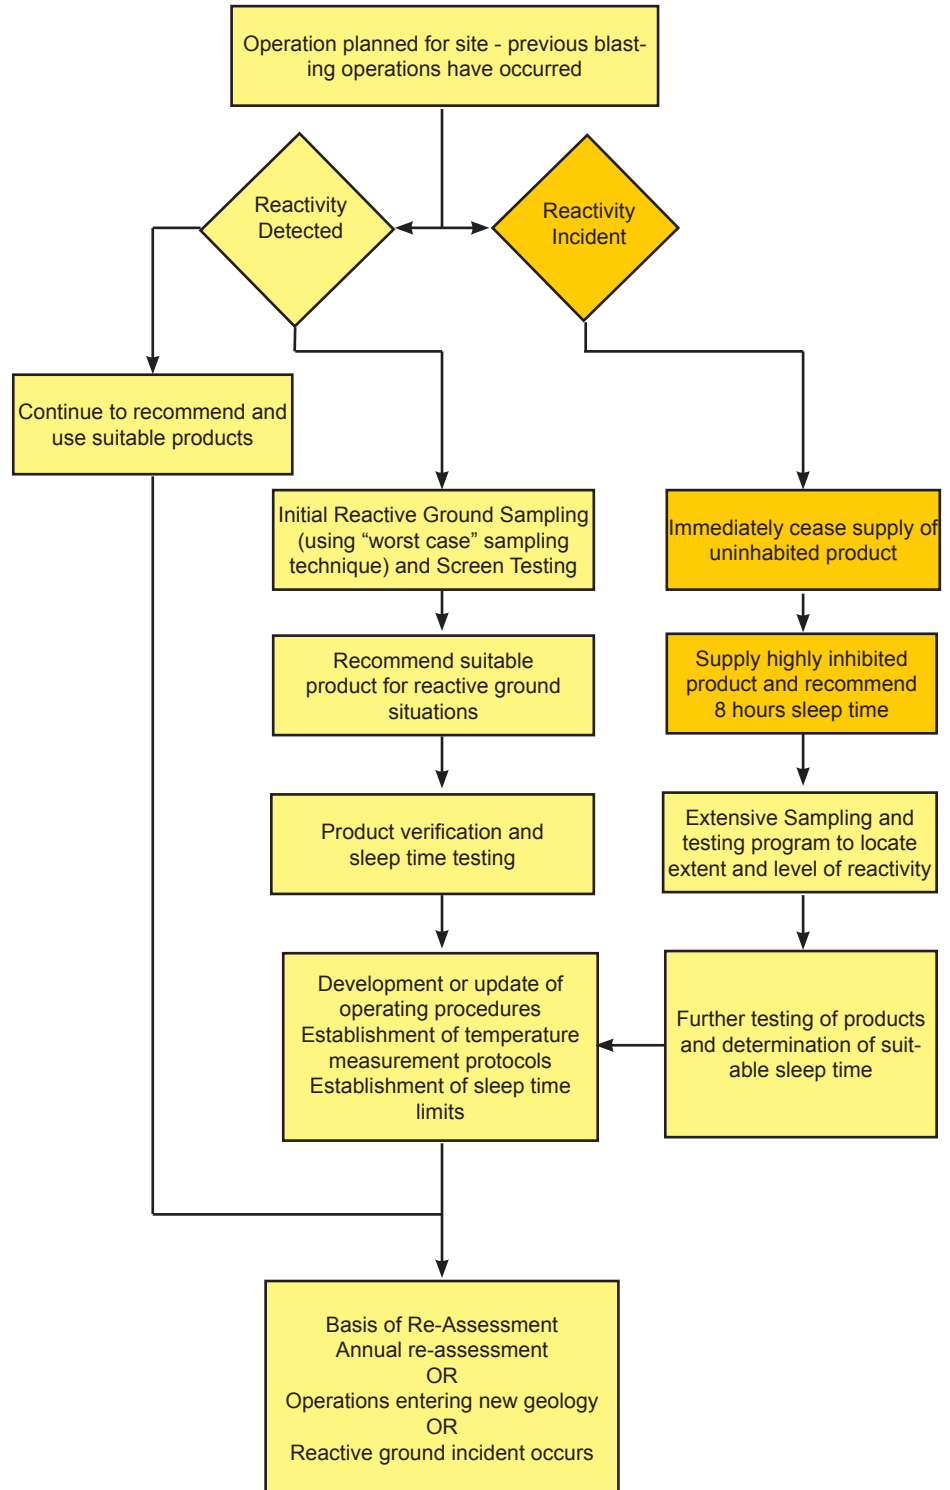 Operation planned for site - previous blast-
ing operations have occurred
Reactivity
Detected
Reactivity
Incident
Continue to recommend and
use suitable products
Initial Reactive Ground Sampling
(using “worst case” sampling
technique) and Screen Testing
Immediately cease supply of
uninhabited product
Recommend suitable
product for reactive ground
situations
Supply highly inhibited
product and recommend
8 hours sleep time
Product verification and
sleep time testing
Extensive Sampling and
testing program to locate
extent and level of reactivity
Development or update of
operating procedures
Establishment of temperature
measurement protocols
Establishment of sleep time
limits
Further testing of products
and determination of suit-
able sleep time
Basis of Re-Assessment
Annual re-assessment
OR
Operations entering new geology
OR
Reactive ground incident occurs